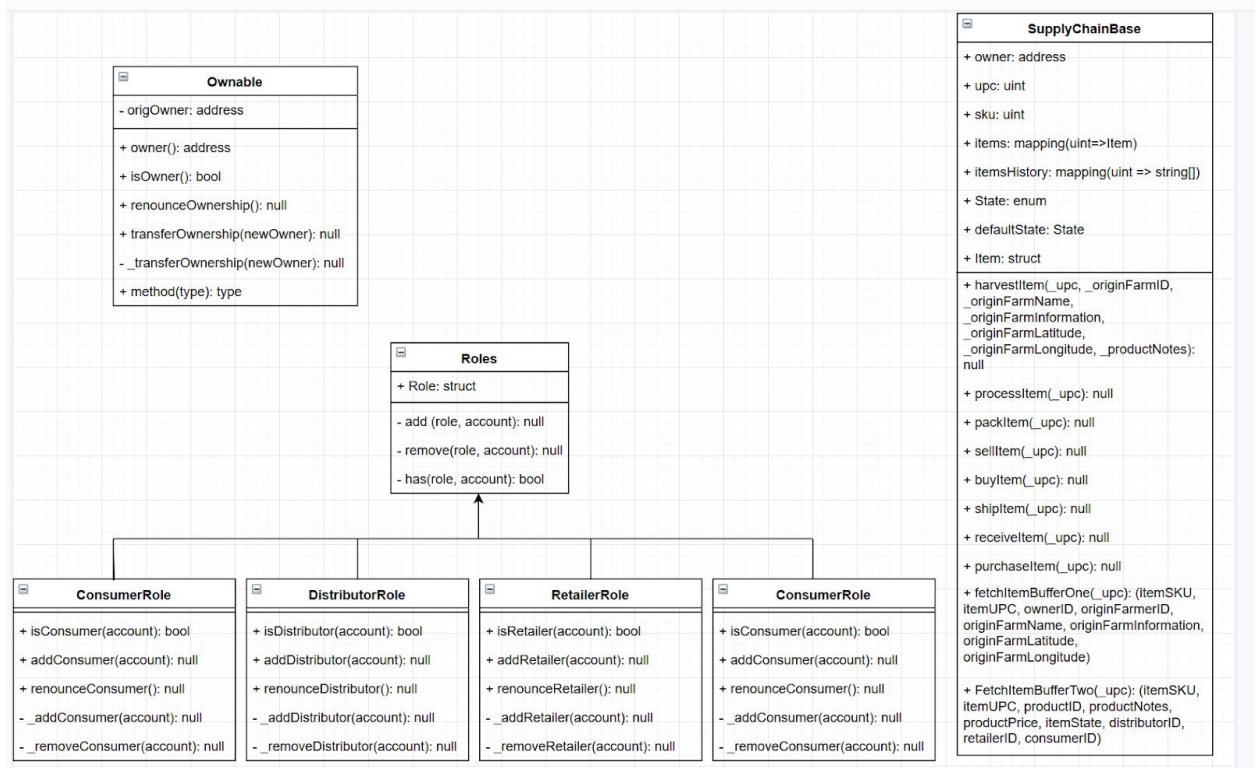 Ownable
- origOwner: address
+ owner(): address
+ isOwner(): bool
+ renounceOwnership(): null
+ transferOwnership(newOwner): null
- _transferOwnership(newOwner): null
+ method(type): type
Roles
+ Role: struct
- add (role, account): null
- remove(role, account): null
- has(role, account): bool
ConsumerRole
+ isConsumer(account): bool
+ addConsumer(account): null
+ renounceConsumer(): null
- _addConsumer(account): null
- _removeConsumer(account): null
DistributorRole
+ isDistributor(account): bool
+ addDistributor(account): null
+ renounceDistributor(): null
- _addDistributor(account): null
- _removeDistributor(account): null
RetailerRole
+ isRetailer(account): bool
+ addRetailer(account): null
+ renounceRetailer(): null
- _addRetailer(account): null
- _removeRetailer(account): null
ConsumerRole
+ isConsumer(account): bool
+ addConsumer(account): null
+ renounceConsumer(): null
- _addConsumer(account): null
- _removeConsumer(account): null
SupplyChainBase
+ owner: address
+ upc: uint
+ sku: uint
+ items: mapping(uint=>Item)
+ itemsHistory: mapping(uint => string[])
+ State: enum
+ defaultState: State
+ Item: struct
+ harvestItem(_upc, _originFarmID,
_originFarmName,
_originFarmInformation,
_originFarmLatitude,
_originFarmLongitude, _productNotes):
null
+ processItem(_upc): null
+ packItem(_upc): null
+ sellItem(_upc): null
+ buyItem(_upc): null
+ shipItem(_upc): null
+ receiveItem(_upc): null
+ purchaseItem(_upc): null
+ fetchItemBufferOne(_upc): (itemSKU,
itemUPC, ownerID, originFarmerID,
originFarmName, originFarmInformation,
originFarmLatitude,
originFarmLongitude)
+ FetchItemBufferTwo(_upc): (itemSKU,
itemUPC, productID, productNotes,
productPrice, itemState, distributorID,
retailerID, consumerID)